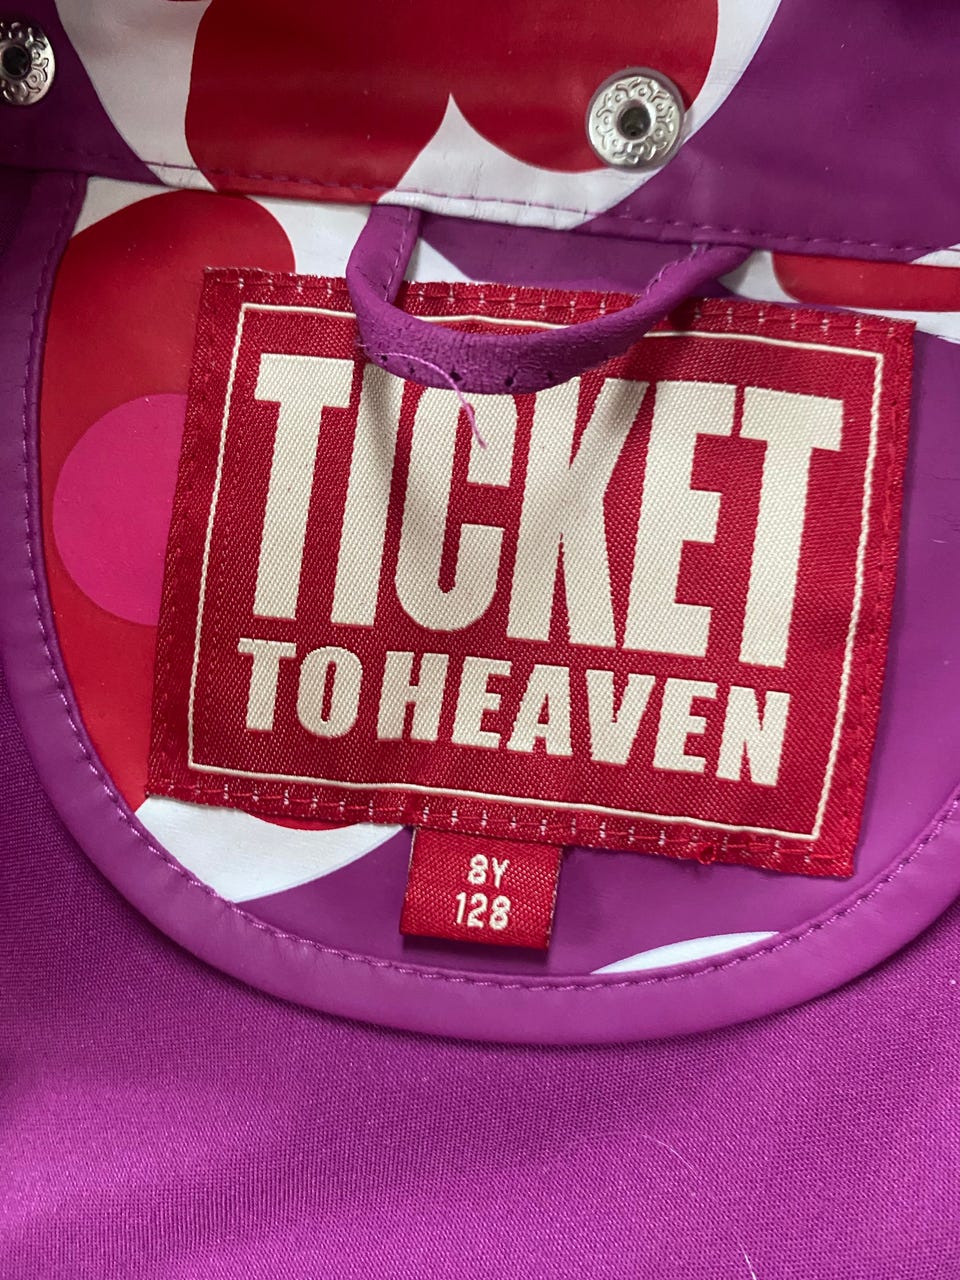 TICKET
TO HEAVEN
8Y
128